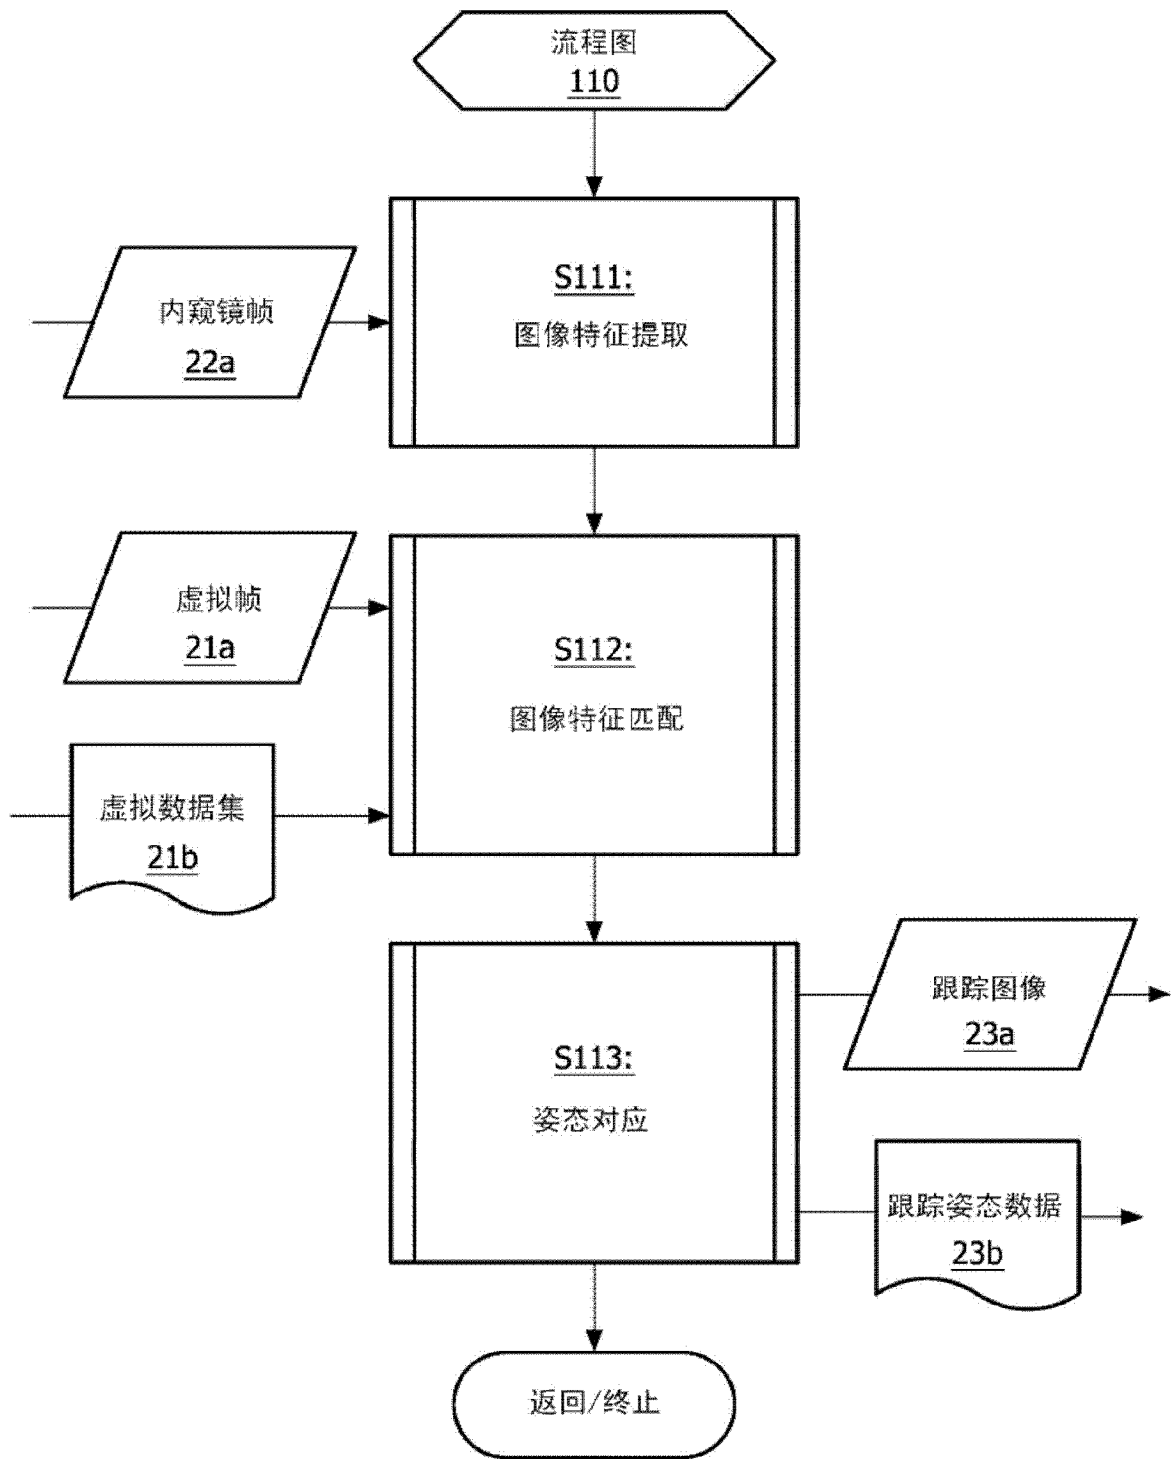 流程图
110
内窥镜帧
22a
S111:
图像特征提取
虚拟帧
21a
S112:
图像特征匹配
虚拟数据集
21b
S113:
姿态对应
跟踪图像
23a
跟踪姿态数据
23b
返回/终止